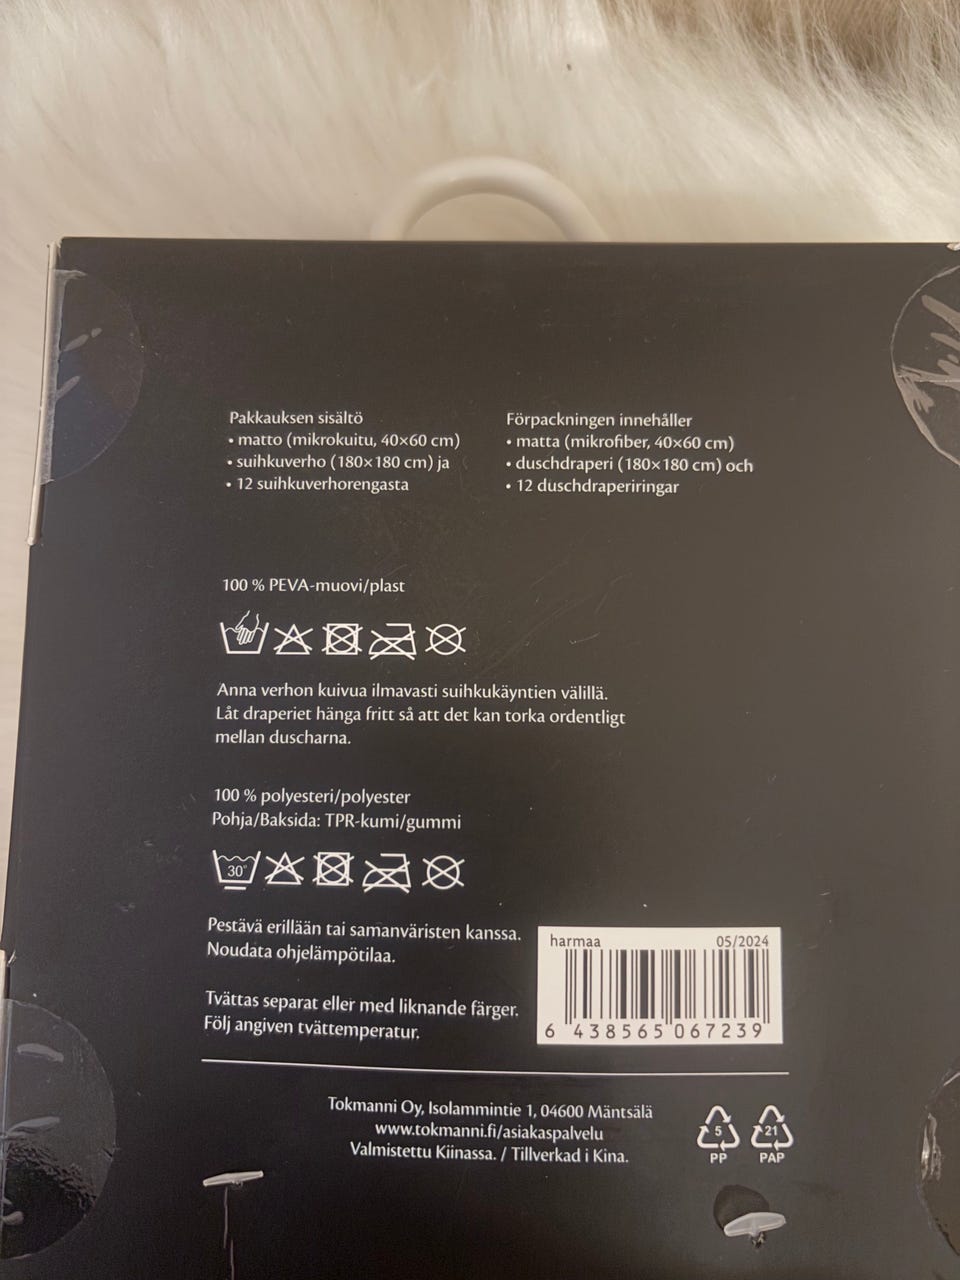 Pakkauksen sisältö
• matto (mikrokuitu, 40×60 cm)
• suihkuverho (180×180 cm) ja
• 12 suihkuverhorengasta
Förpackningen innehåller
• matta (mikrofiber, 40×60 cm)
• duschdraperi (180×180 cm) och
• 12 duschdraperiringar
100 % PEVA-muovi/plast
Anna verhon kuivua ilmavasti suihkukäyntien välillä.
Låt draperiet hänga fritt så att det kan torka ordentligt
mellan duscharna.
100 % polyesteri/polyester
Pohja/Baksida: TPR-kumi/gummi
30°
Pestävä erillään tai samanväristen kanssa.
Noudata ohjelämpötilaa.
Tvättas separat eller med liknande färger.
Följ angiven tvättemperatur.
harmaa 05/2024
6 438565 067239
Tokmanni Oy, Isolammintie 1, 04600 Mäntsälä
www.tokmanni.fi/asiakaspalvelu
Valmistettu Kiinassa. / Tillverkad i Kina.
5 21
PP PAP